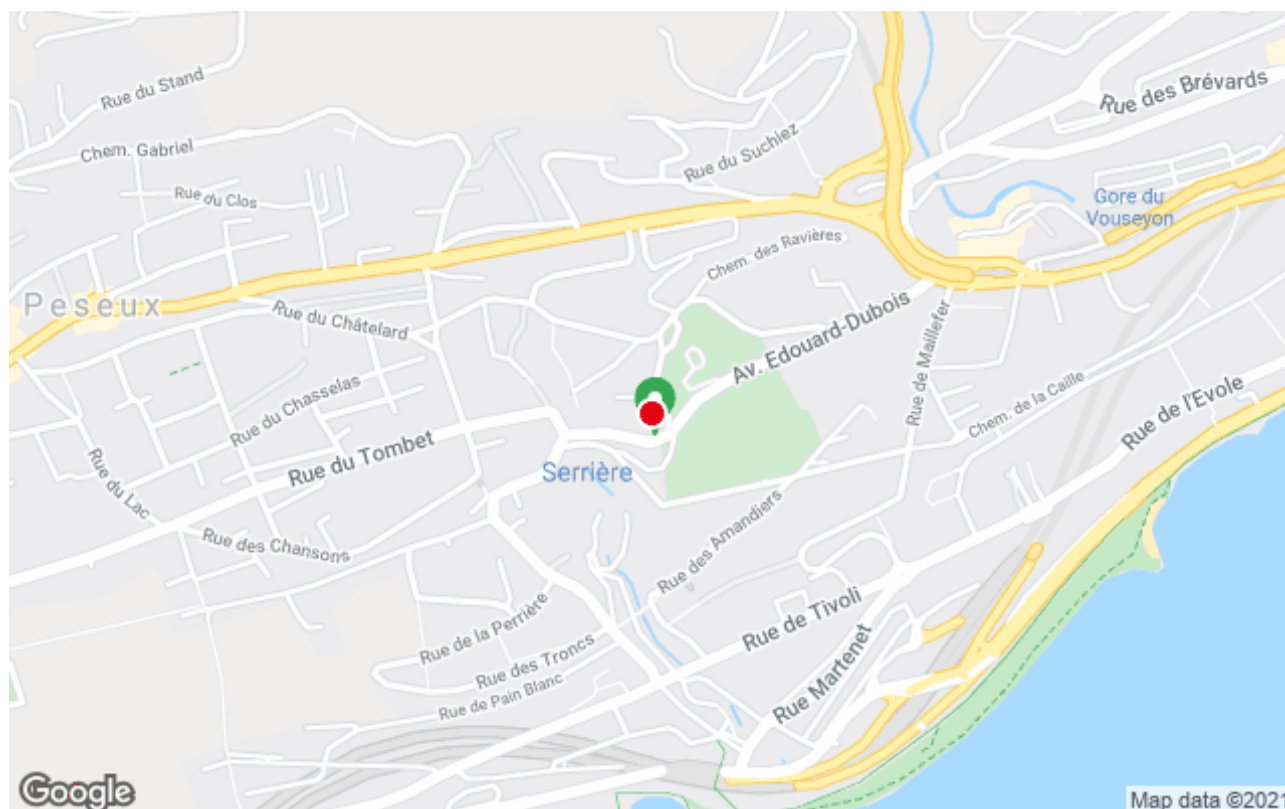 Rue du Stand
Rue des Brévards
Chem. Gabriel
Rue du Suchiez
Rue du Clos
Gore du
Vouseyon
Chem. des Ravières
Peseux
Rue du Châtelard
Av. Edouard-Dubois
Rue de Maillefer
Chem. de la Caille
Rue de l'Evole
Rue du Chasselas
Rue du Tombet
Serrière
Rue du Lac
Rue des Chansons
Rue des Amandiers
Rue de la Perrière
Rue de Tivoli
Rue des Troncs
Rue de Pain Blanc
Rue Martenet
Google
Map data ©2021